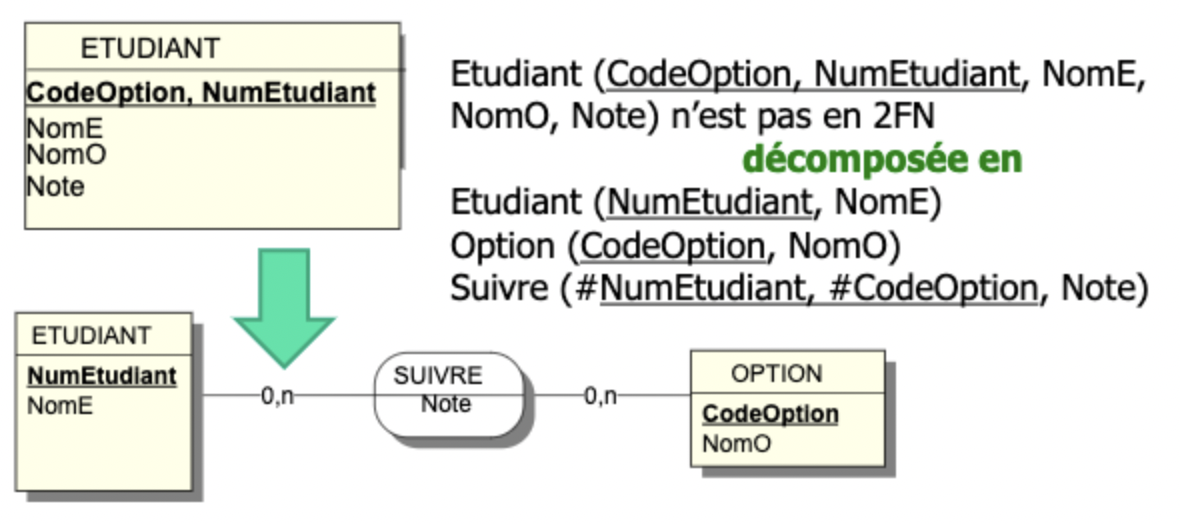 ETUDIANT
CodeOption, NumEtudiant
NomE
NomO
Note
Etudiant (CodeOption, NumEtudiant, NomE,
NomO, Note) n’est pas en 2FN
décomposée en
Etudiant (NumEtudiant, NomE)
Option (CodeOption, NomO)
Suivre (#NumEtudiant, #CodeOption, Note)
ETUDIANT
NumEtudiant
NomE
0,n
SUIVRE
Note
0,n
OPTION
CodeOption
NomO